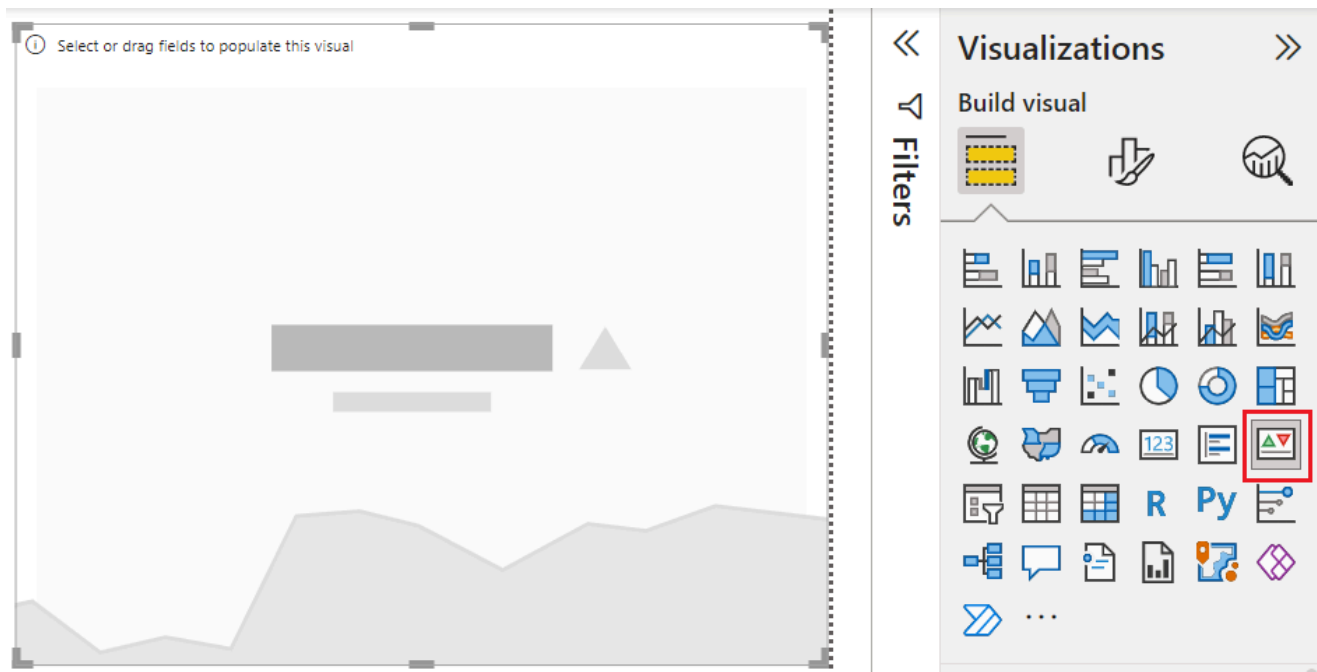 Select or drag fields to populate this visual
Filters
Visualizations
Build visual
123
R
Py
...